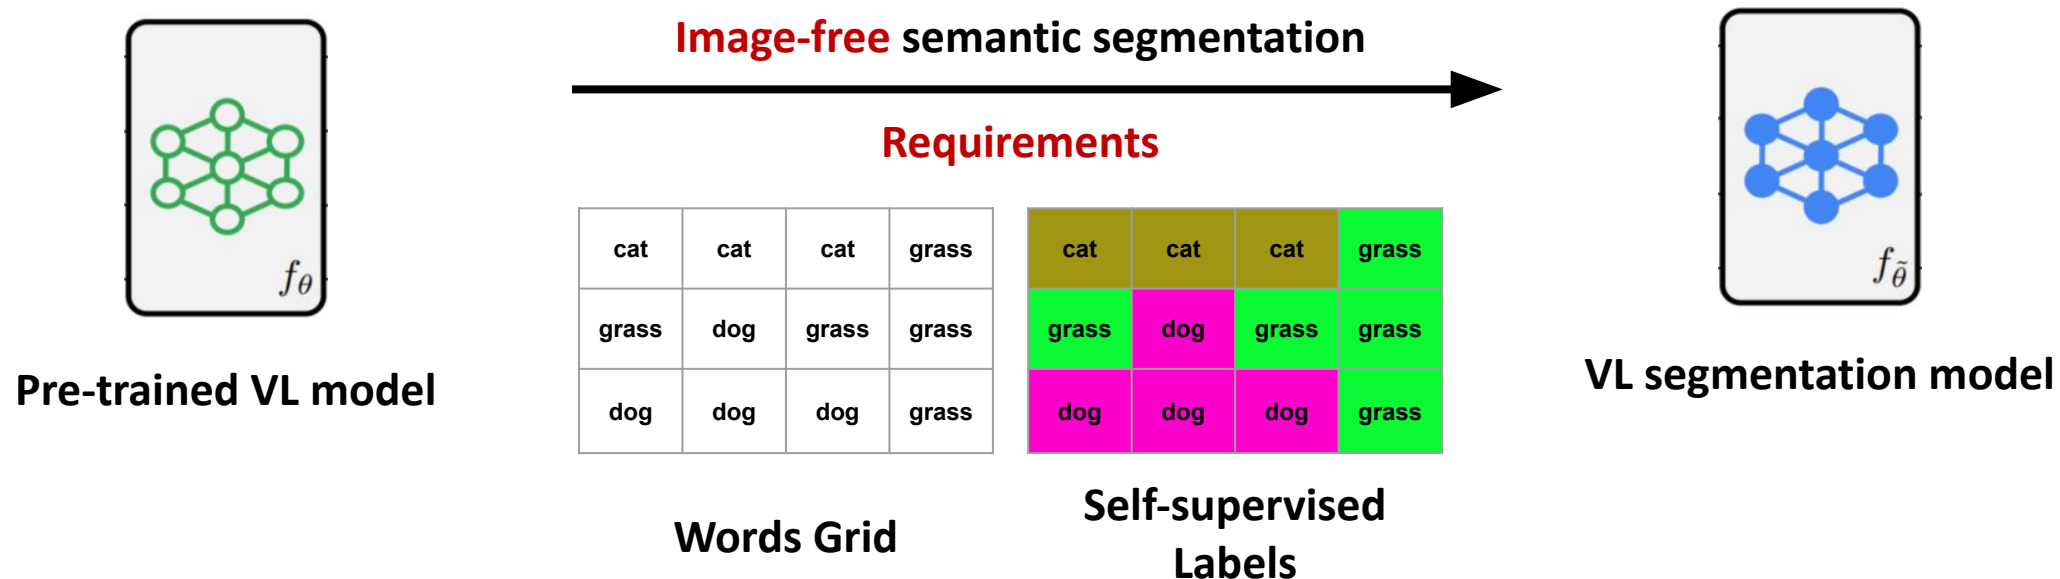 Image-free semantic segmentation
Requirements
f_θ
Pre-trained VL model
cat cat cat grass
grass dog grass grass
dog dog dog grass
Words Grid
cat cat cat grass
grass dog grass grass
dog dog dog grass
Self-supervised
Labels
f_θ̃
VL segmentation model